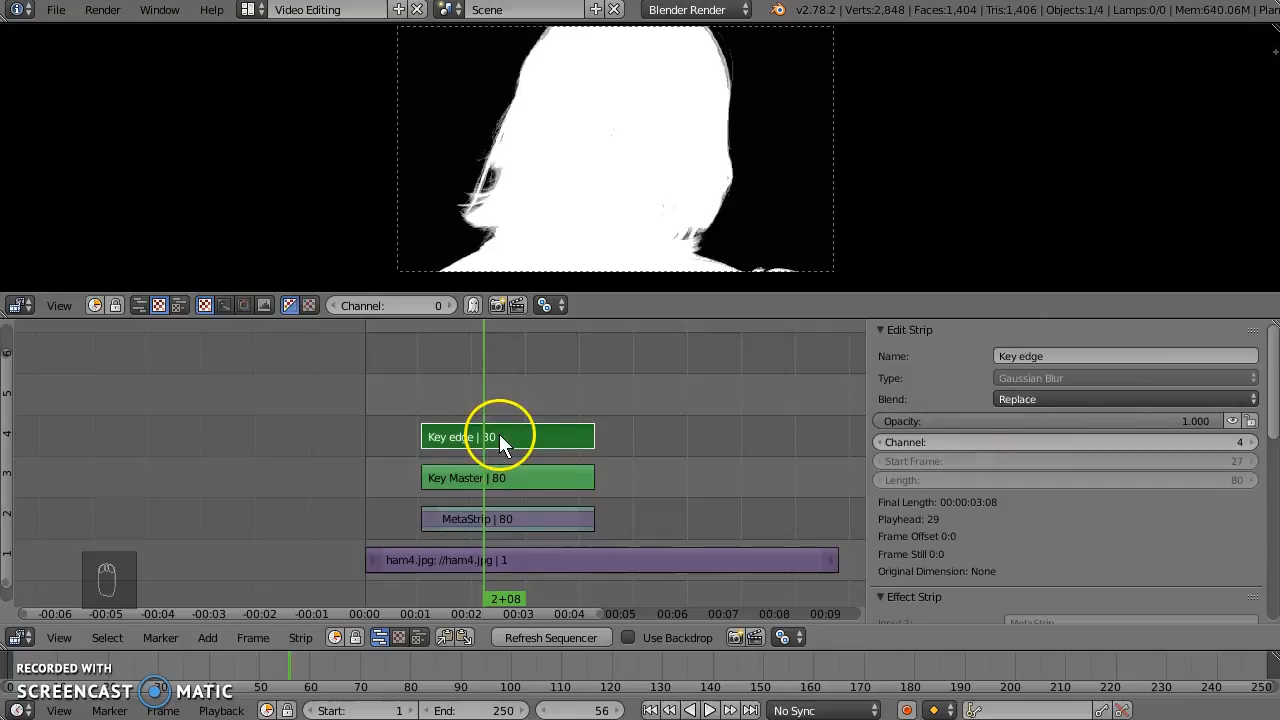 File Render Window Help Video Editing Scene Blender Render v2.78.2 | Verts:2,848 | Faces:1,404 | Tris:1,406 | Objects:1/4 | Lamps:0/0 | Mem:640.06M |
View Channel: 0
6
5
4
3
2
1
Key edge | 80
Key Master | 80
MetaStrip | 80
ham4.jpg: //ham4.jpg | 1
2+08
-00:06 -00:05 -00:04 -00:03 -00:02 -00:01 00:00 00:01 00:02 00:03 00:04 00:05 00:06 00:07 00:08 00:09
Edit Strip
Name: Key edge
Type: Gaussian Blur
Blend: Replace
Opacity: 1.000
Channel: 4
Start Frame: 27
Length: 80
Final Length: 00:00:03:08
Playhead: 29
Frame Offset 0:0
Frame Still 0:0
Original Dimension: None
Effect Strip
View Select Marker Add Frame Strip Refresh Sequencer Use Backdrop
RECORDED WITH
SCREENCAST MATIC
0 50 60 70 80 90 100 110 120 130 140 150 160 170 180 190 200 210 220 230 240 250
View Marker Frame Playback Start: 1 End: 250 56 No Sync